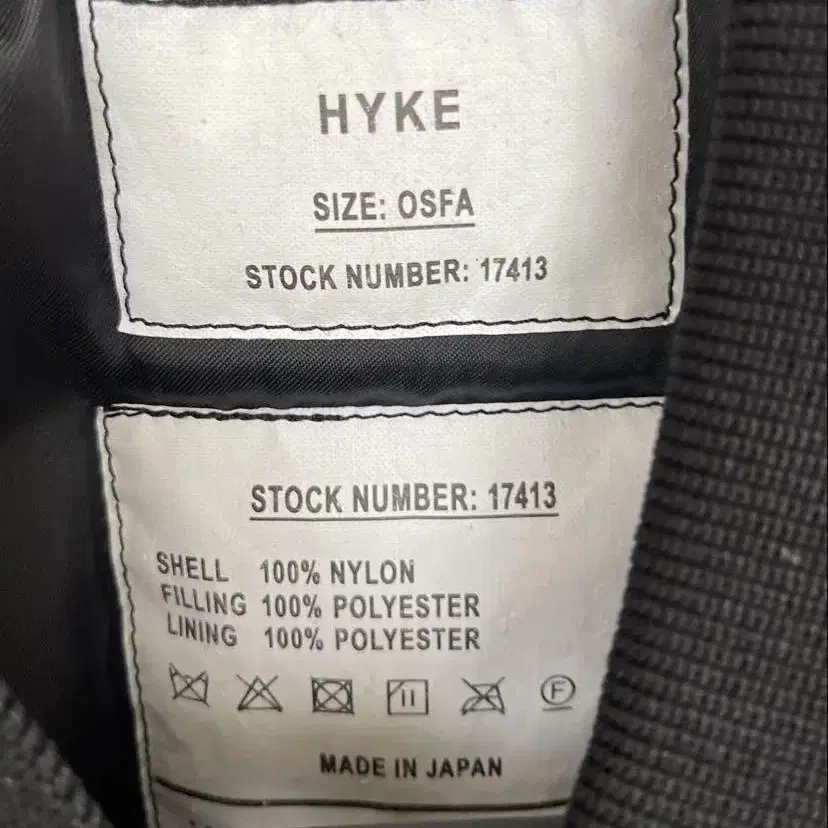 HYKE
SIZE: OSFA
STOCK NUMBER: 17413
STOCK NUMBER: 17413
SHELL 100% NYLON
FILLING 100% POLYESTER
LINING 100% POLYESTER
F
MADE IN JAPAN